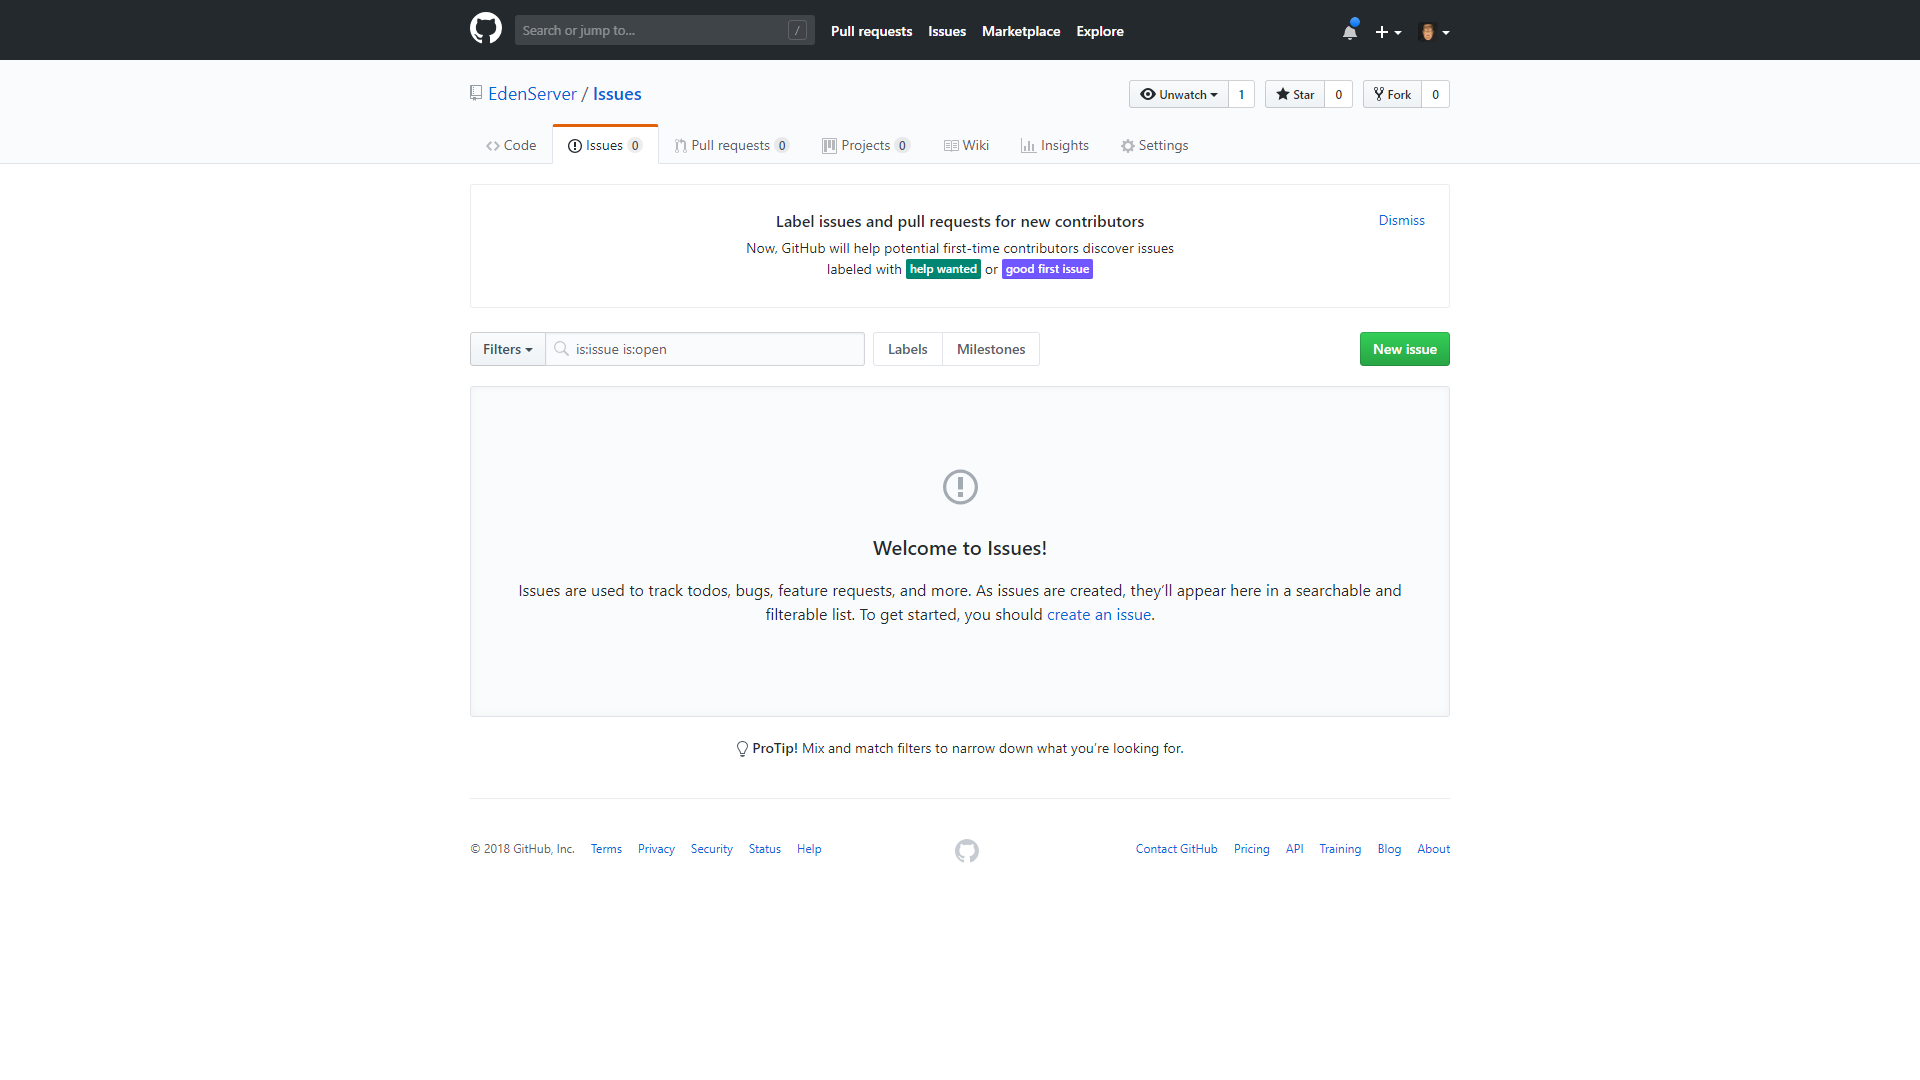 Search or jump to... /
Pull requests Issues Marketplace Explore
EdenServer / Issues
Unwatch 1 Star 0 Fork 0
Code Issues 0 Pull requests 0 Projects 0 Wiki Insights Settings
Label issues and pull requests for new contributors
Dismiss
Now, GitHub will help potential first-time contributors discover issues
labeled with help wanted or good first issue
Filters is:issue is:open Labels Milestones New issue
Welcome to Issues!
Issues are used to track todos, bugs, feature requests, and more. As issues are created, they’ll appear here in a searchable and
filterable list. To get started, you should create an issue.
ProTip! Mix and match filters to narrow down what you’re looking for.
© 2018 GitHub, Inc. Terms Privacy Security Status Help Contact GitHub Pricing API Training Blog About